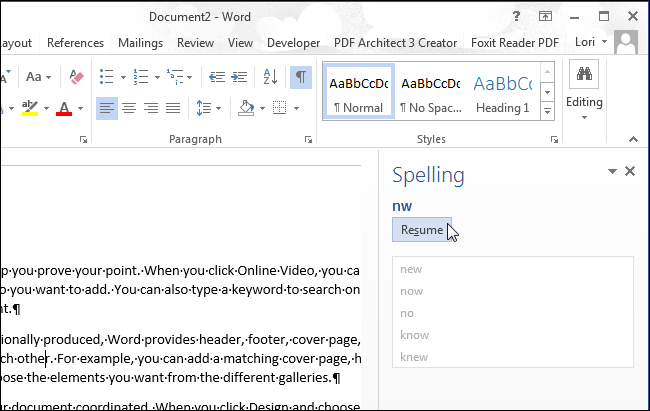 Document2 - Word
?
ayout References Mailings Review View Developer PDF Architect 3 Creator Foxit Reader PDF Lori
Aa A
A Z ¶
AaBbCcDc AaBbCcDc AaBbCc
¶ Normal ¶ No Spac... Heading 1
Editing
Paragraph Styles
Spelling
nw
Resume
new
now
no
know
knew
p·you·prove·your·point.·When·you·click·Online·Video,·you·ca
o·you·want·to·add.·You·can·also·type·a·keyword·to·search·on
nt.¶
ionally·produced,·Word·provides·header,·footer,·cover·page,
ch·other.·For·example,·you·can·add·a·matching·cover·page,·h
oose·the·elements·you·want·from·the·different·galleries.¶
ur·document·coordinated.·When·you·click·Design·and·choose